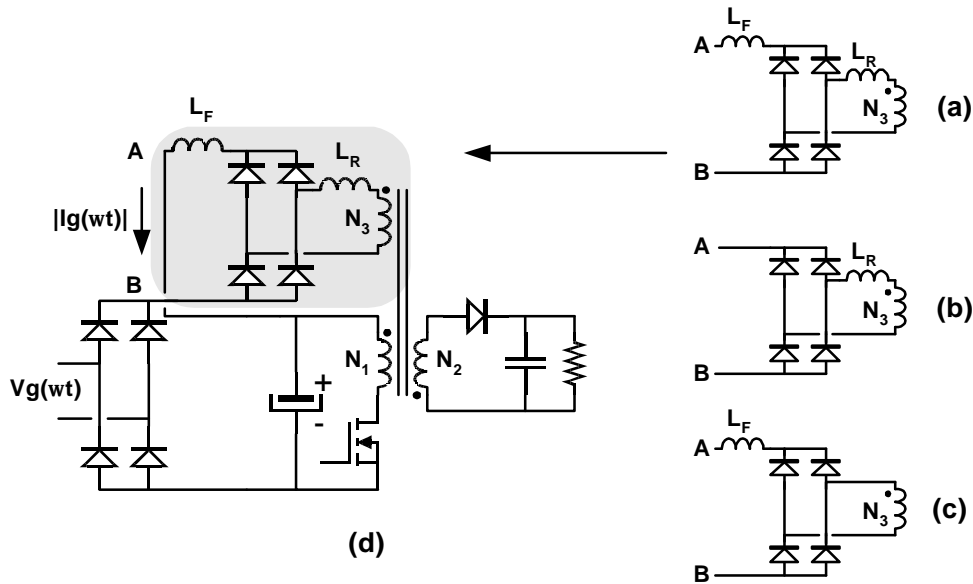 L_F
A
L_R
N_3
|Ig(wt)|
B
Vg(wt)
N_1
N_2
+
-
(d)
L_F
A
L_R
N_3
B
(a)
A
L_R
N_3
B
(b)
L_F
A
N_3
B
(c)